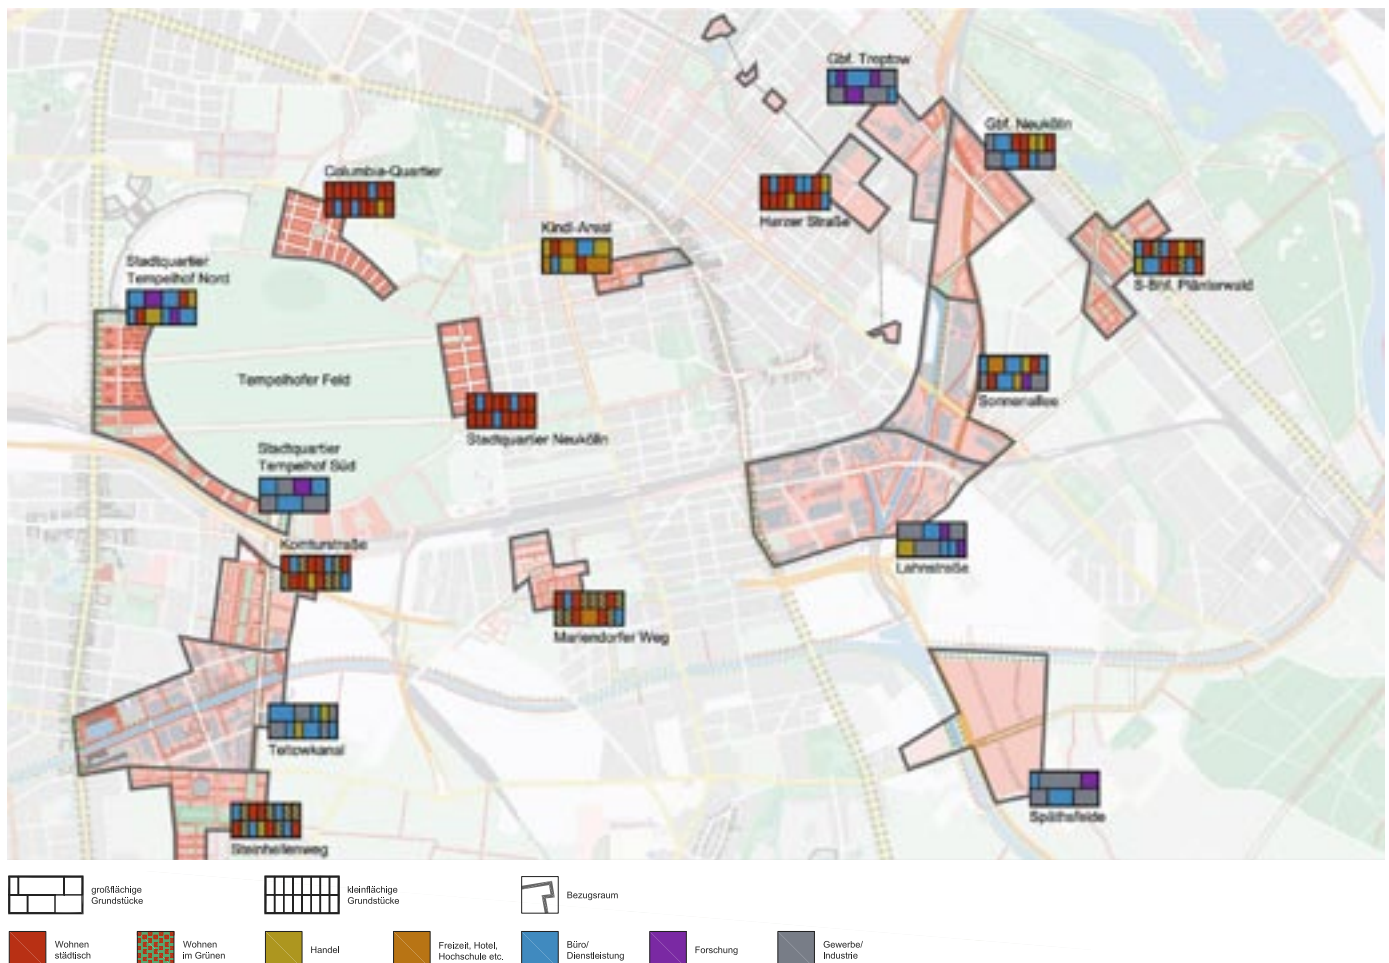 Gbf. Treptow
Gbf. Neukölln
Columbia-Quartier
Harzer Straße
Kindl-Areal
Stadtquartier
Tempelhof Nord
S-Bhf. Plänterwald
Tempelhofer Feld
Sonnenallee
Stadtquartier Neukölln
Stadtquartier
Tempelhof Süd
Komturstraße
Lahnstraße
Mariendorfer Weg
Teltowkanal
Späthsfelde
Steinhellenweg
großflächige
Grundstücke
kleinflächige
Grundstücke
Bezugsraum
Wohnen
städtisch
Wohnen
im Grünen
Handel
Freizeit, Hotel,
Hochschule etc.
Büro/
Dienstleistung
Forschung
Gewerbe/
Industrie